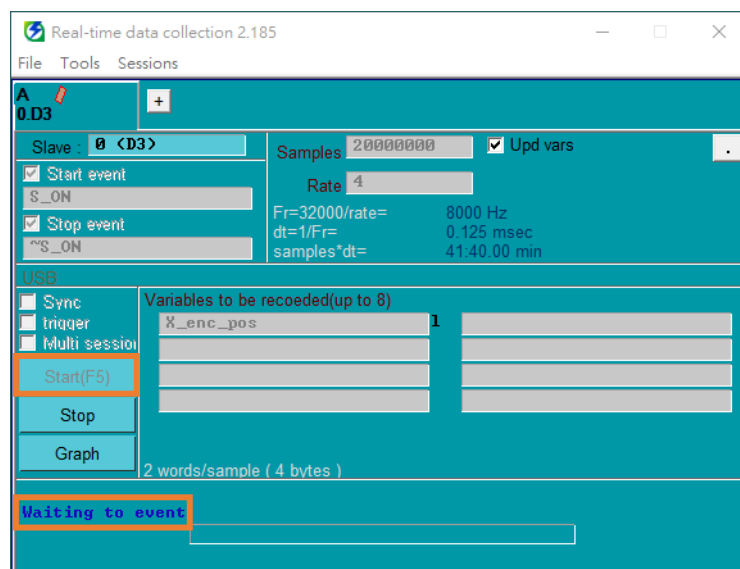 Real-time data collection 2.185
File Tools Sessions
A
0.D3
+
Slave : 0 (D3)
Samples 20000000
Upd vars
.
Start event
S_ON
Rate 4
Stop event
~S_ON
Fr=32000/rate= 8000 Hz
dt=1/Fr= 0.125 msec
samples*dt= 41:40.00 min
USB
Sync
trigger
Multi session
Variables to be recoeded(up to 8)
X_enc_pos 1
Start(F5)
Stop
Graph
2 words/sample ( 4 bytes )
Waiting to event